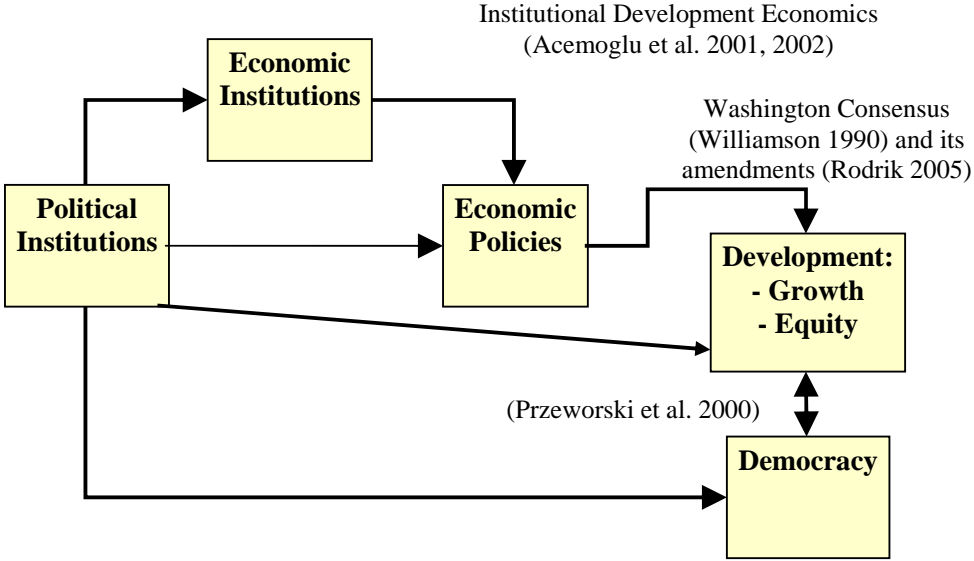 Institutional Development Economics
(Acemoglu et al. 2001, 2002)
Economic
Institutions
Washington Consensus
(Williamson 1990) and its
amendments (Rodrik 2005)
Political
Institutions
Economic
Policies
Development:
- Growth
- Equity
(Przeworski et al. 2000)
Democracy